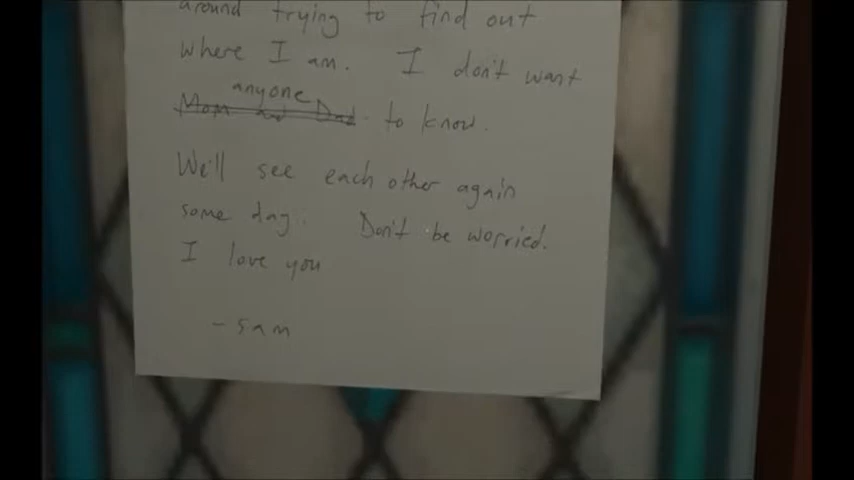 around trying to find out
where I am. I don't want
anyone
Mom and Dad to know.
We'll see each other again
some day. Don't be worried.
I love you
- Sam